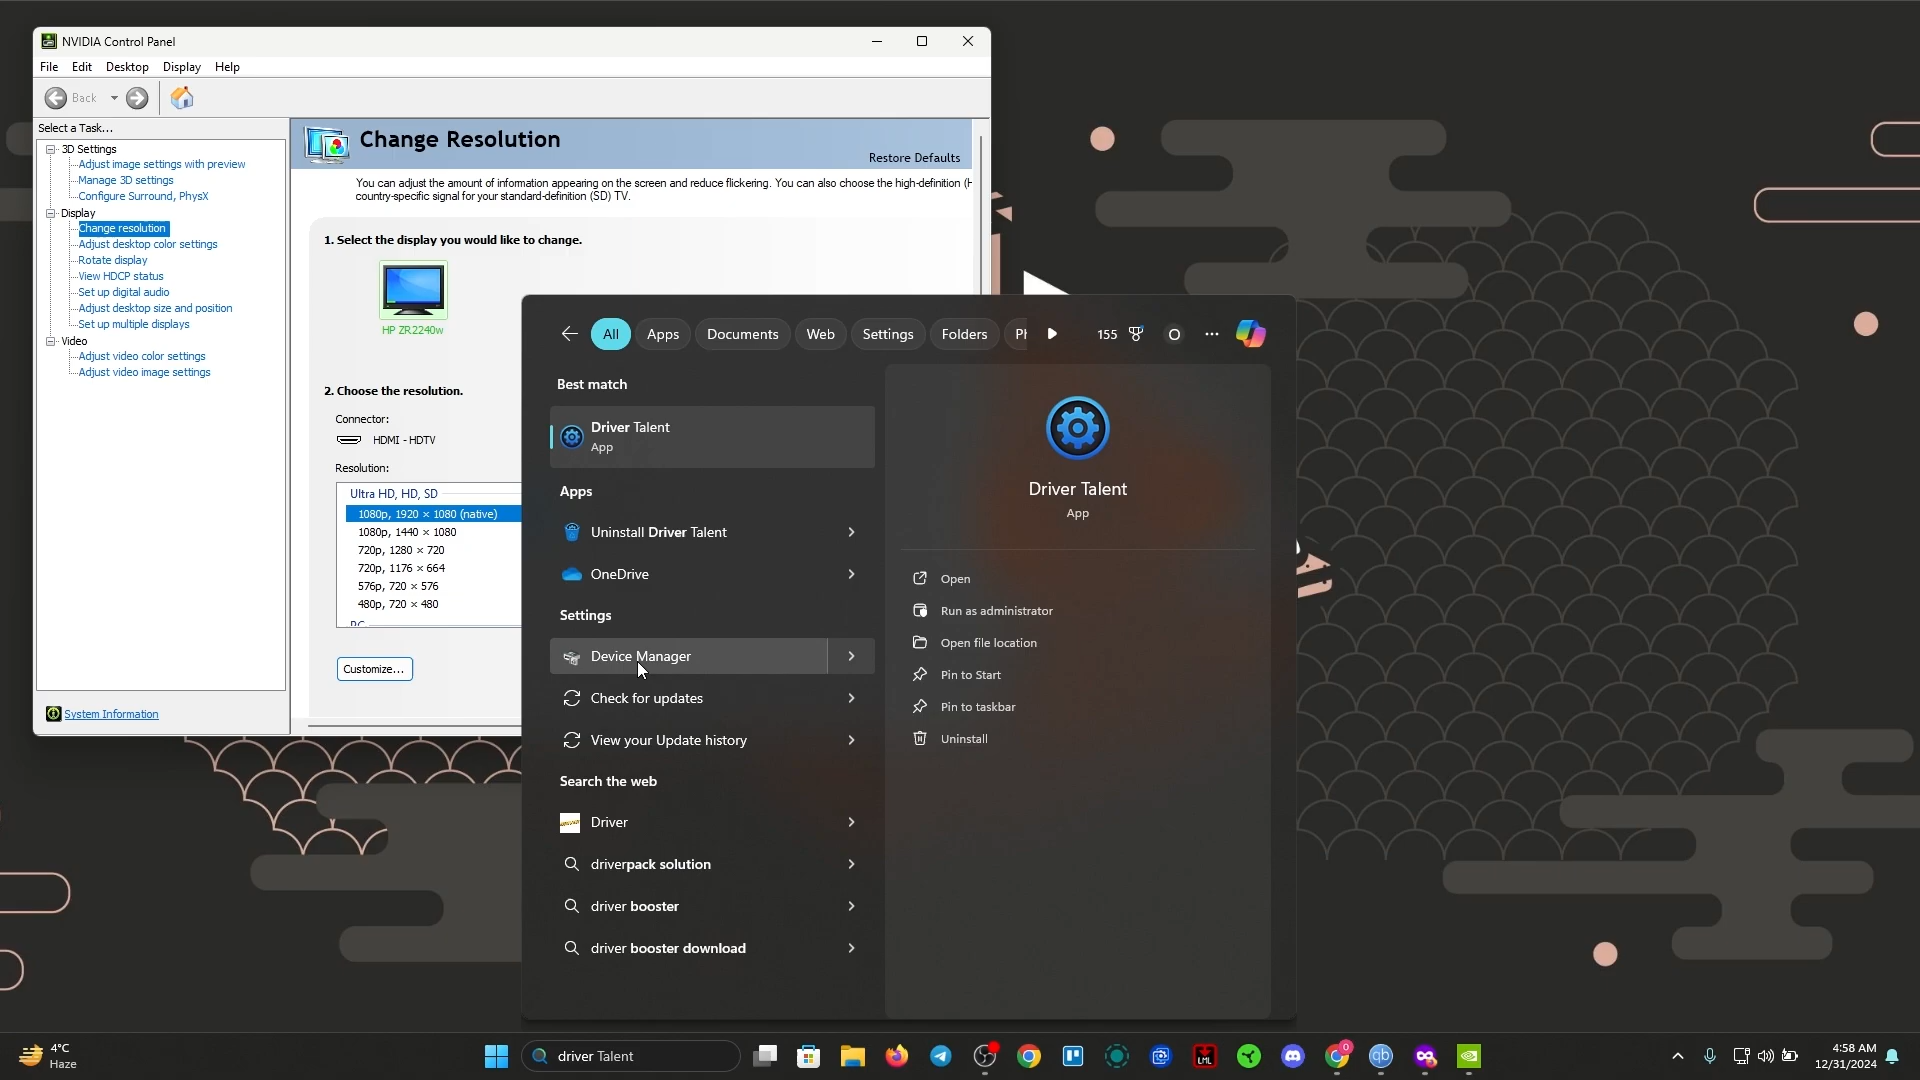 NVIDIA Control Panel
File Edit Desktop Display Help
Back
Select a Task...
3D Settings
Adjust image settings with preview
Manage 3D settings
Configure Surround, PhysX
Display
Change resolution
Adjust desktop color settings
Rotate display
View HDCP status
Set up digital audio
Adjust desktop size and position
Set up multiple displays
Video
Adjust video color settings
Adjust video image settings
System Information
Change Resolution
Restore Defaults
You can adjust the amount of information appearing on the screen and reduce flickering. You can also choose the high-definition (H
country-specific signal for your standard-definition (SD) TV.
1. Select the display you would like to change.
HP ZR2240w
2. Choose the resolution.
Connector:
HDMI - HDTV
Resolution:
Ultra HD, HD, SD
1080p, 1920 × 1080 (native)
1080p, 1440 × 1080
720p, 1280 × 720
720p, 1176 × 664
576p, 720 × 576
480p, 720 × 480
PC
Customize...
All Apps Documents Web Settings Folders Ph 155 O
Best match
Driver Talent
App
Apps
Uninstall Driver Talent
OneDrive
Settings
Device Manager
Check for updates
View your Update history
Search the web
Driver
driverpack solution
driver booster
driver booster download
Driver Talent
App
Open
Run as administrator
Open file location
Pin to Start
Pin to taskbar
Uninstall
4°C
Haze
driver Talent
LML
0
qb
4:58 AM
12/31/2024